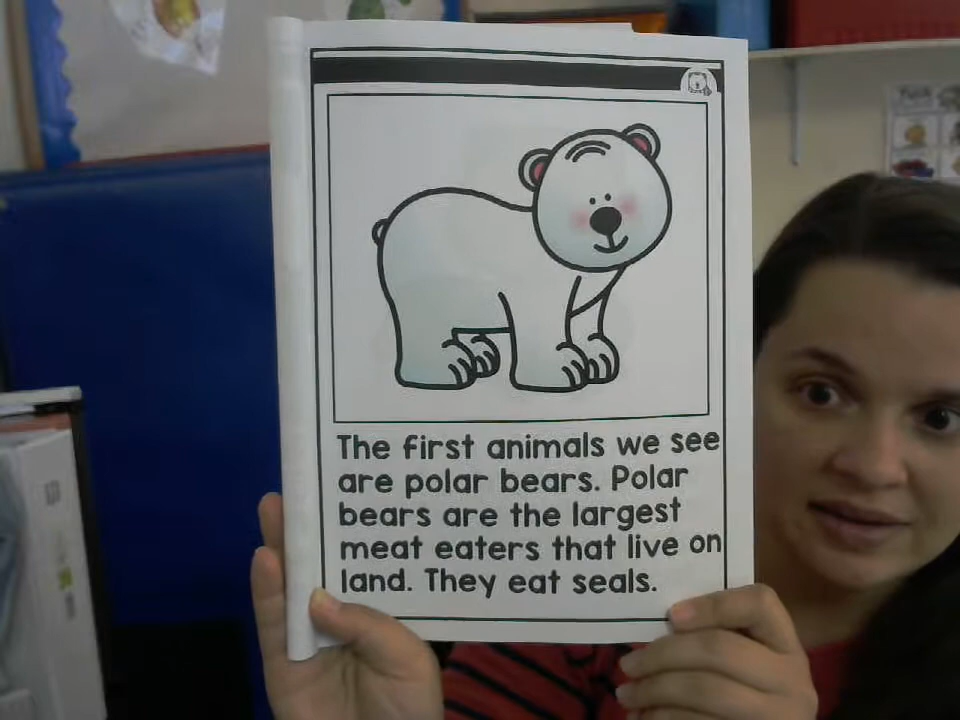 The first animals we see
are polar bears. Polar
bears are the largest
meat eaters that live on
land. They eat seals.